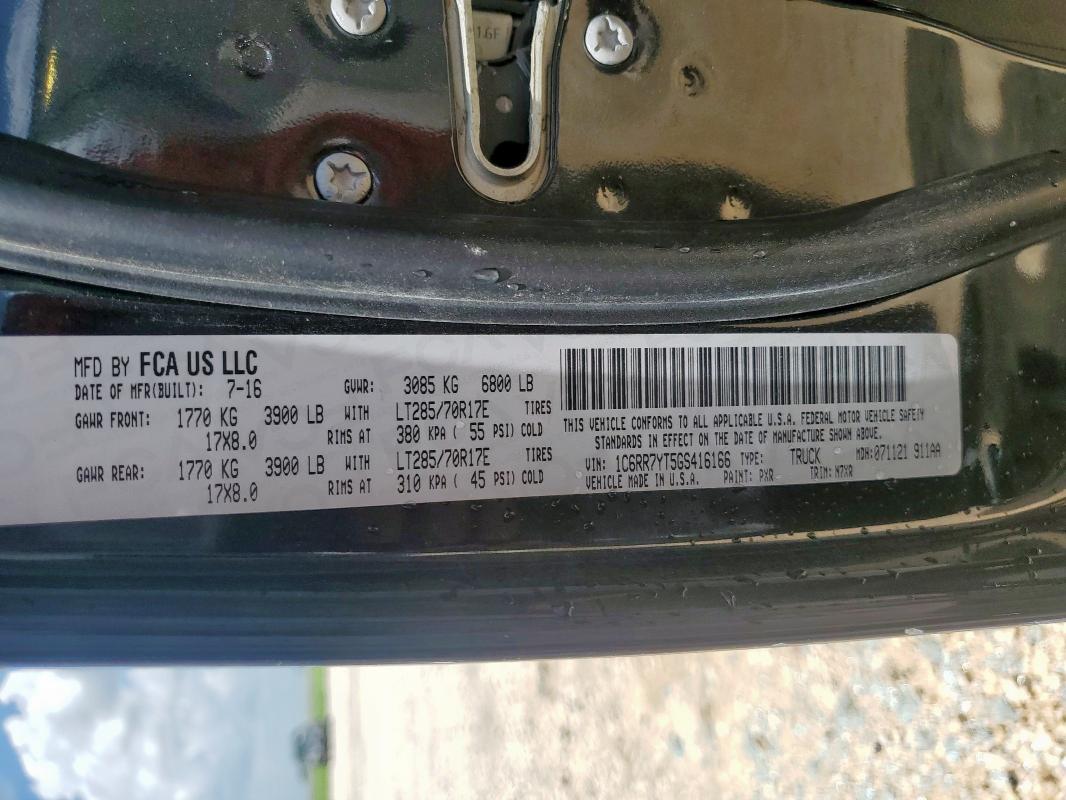 1.6F
MFD BY FCA US LLC
DATE OF MFR(BUILT): 7-16 GVWR: 3085 KG 6800 LB
GAWR FRONT: 1770 KG 3900 LB WITH LT285/70R17E TIRES
17X8.0 RIMS AT 380 KPA ( 55 PSI) COLD
GAWR REAR: 1770 KG 3900 LB WITH LT285/70R17E TIRES
17X8.0 RIMS AT 310 KPA ( 45 PSI) COLD
THIS VEHICLE CONFORMS TO ALL APPLICABLE U.S.A. FEDERAL MOTOR VEHICLE SAFETY
STANDARDS IN EFFECT ON THE DATE OF MANUFACTURE SHOWN ABOVE.
VIN: 1C6RR7YT5GS416166 TYPE: TRUCK MDH:071121 911AA
VEHICLE MADE IN U.S.A. PAINT: PXR TRIM: N7XR